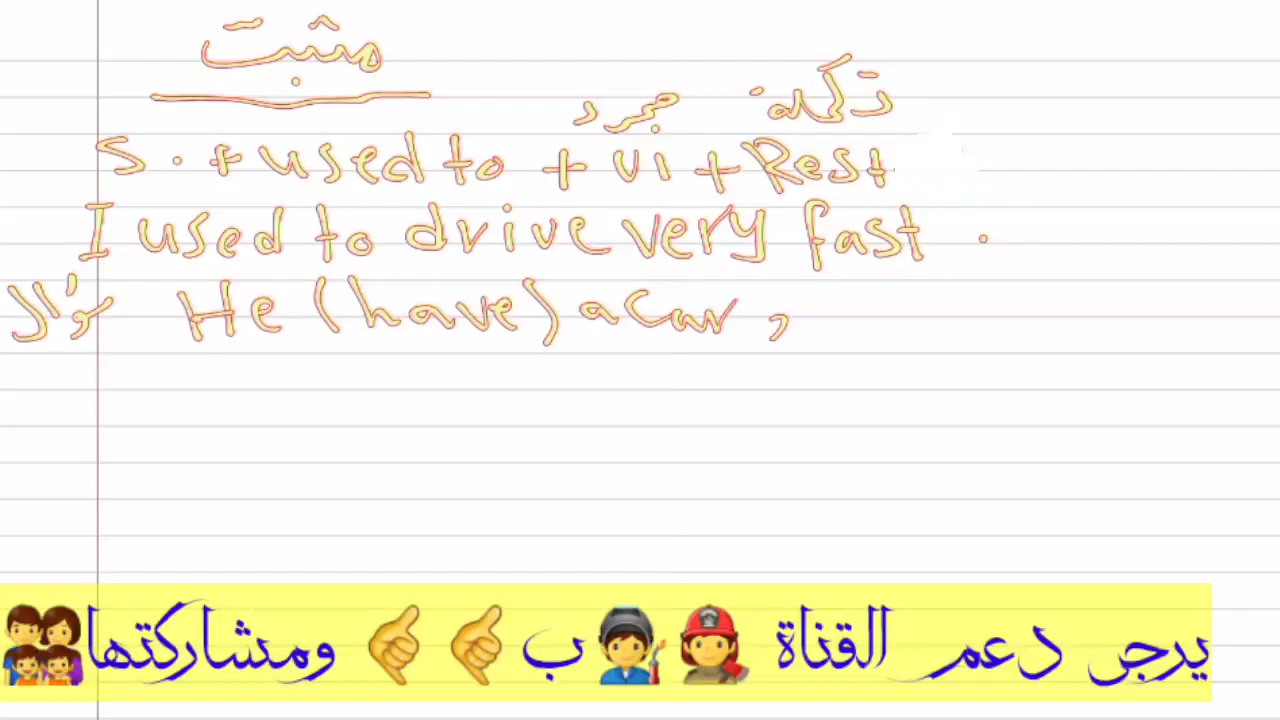 مثبت
مجرد تكملة
S. + used to + vi + Rest
I used to drive very fast .
سؤال He (have) a car ,
يرجى دعم القناة ب ومشاركتها